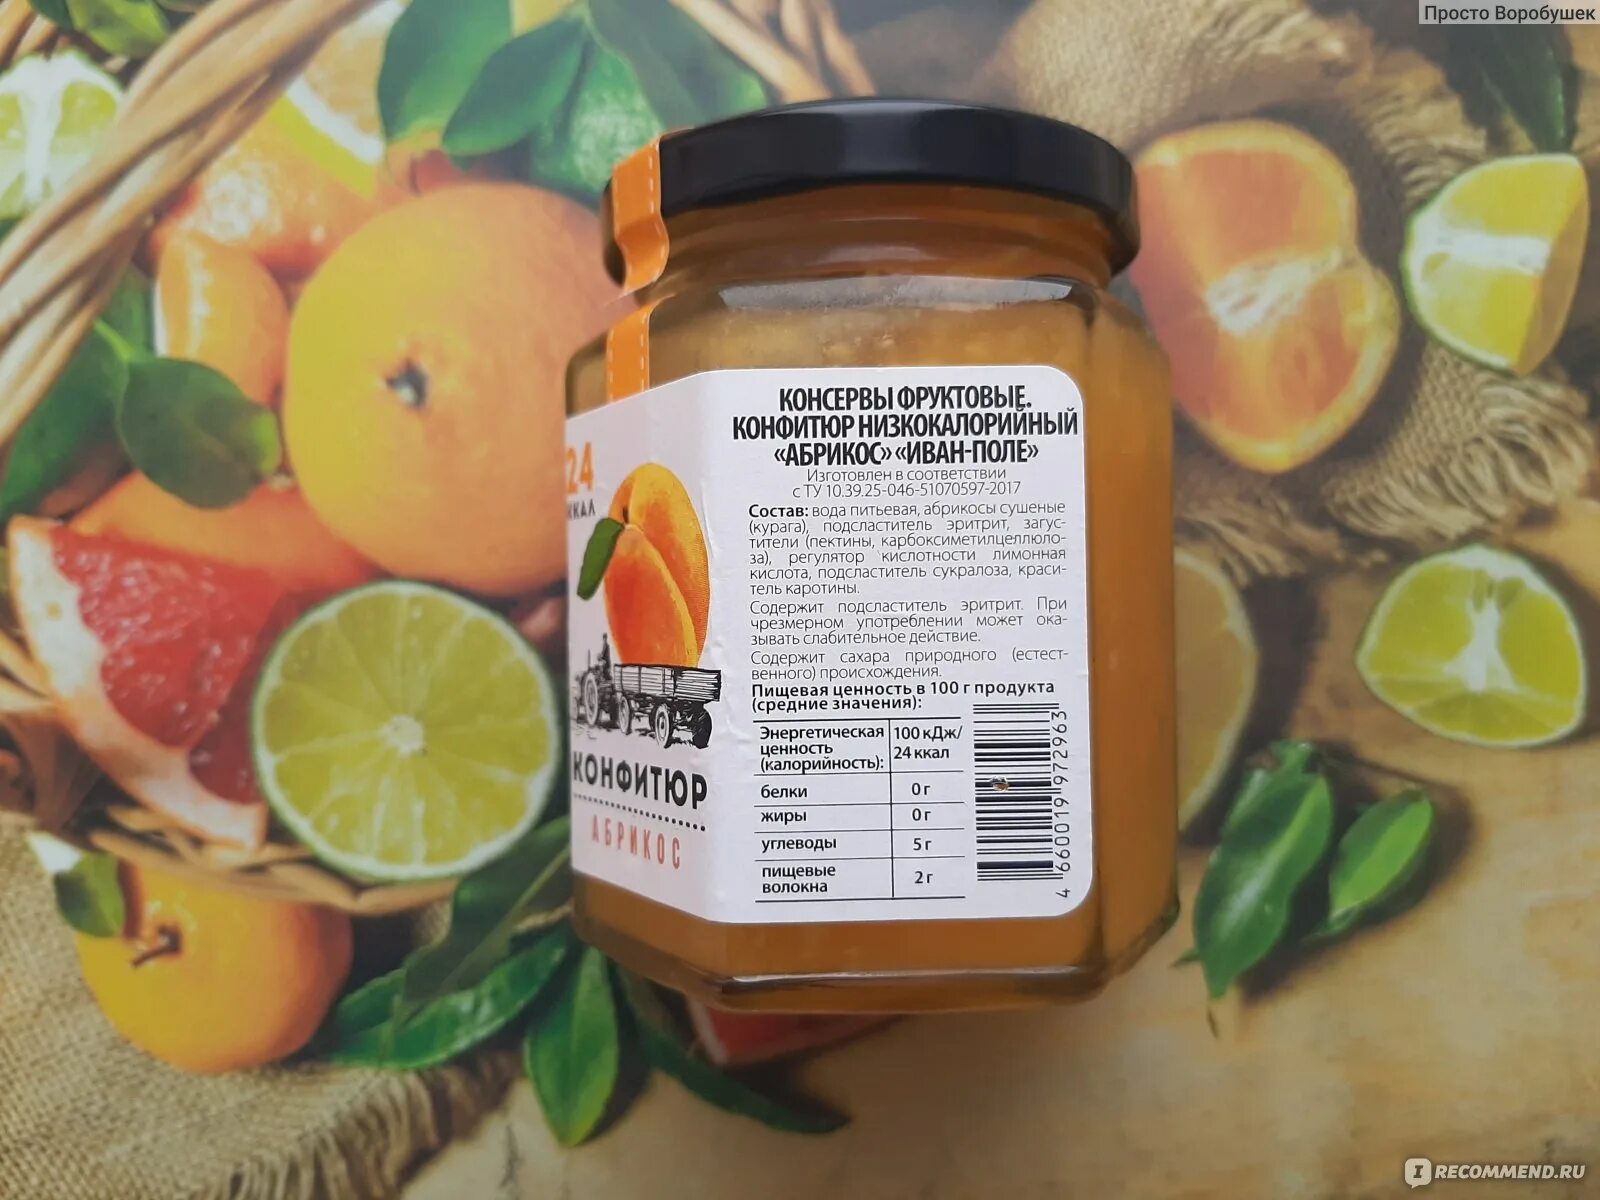 Просто Воробушек
КОНСЕРВЫ ФРУКТОВЫЕ.
КОНФИТЮР НИЗКОКАЛОРИЙНЫЙ
«АБРИКОС» «ИВАН-ПОЛЕ»
Изготовлен в соответствии
с ТУ 10.39.25-046-51070597-2017
Состав: вода питьевая, абрикосы сушеные
(курага), подсластитель эритрит, загус-
тители (пектины, карбоксиметилцеллюло-
за), регулятор кислотности лимонная
кислота, подсластитель сукралоза, краси-
тель каротины.
Содержит подсластитель эритрит. При
чрезмерном употреблении может ока-
зывать слабительное действие.
Содержит сахара природного (естест-
венного) происхождения.
Пищевая ценность в 100 г продукта
(средние значения):
Энергетическая
ценность
(калорийность):
100 кДж/
24 ккал
белки 0 г
жиры 0 г
углеводы 5 г
пищевые
волокна
2 г
4 660019 972963
24
ККАЛ
КОНФИТЮР
АБРИКОС
IRECOMMEND.RU